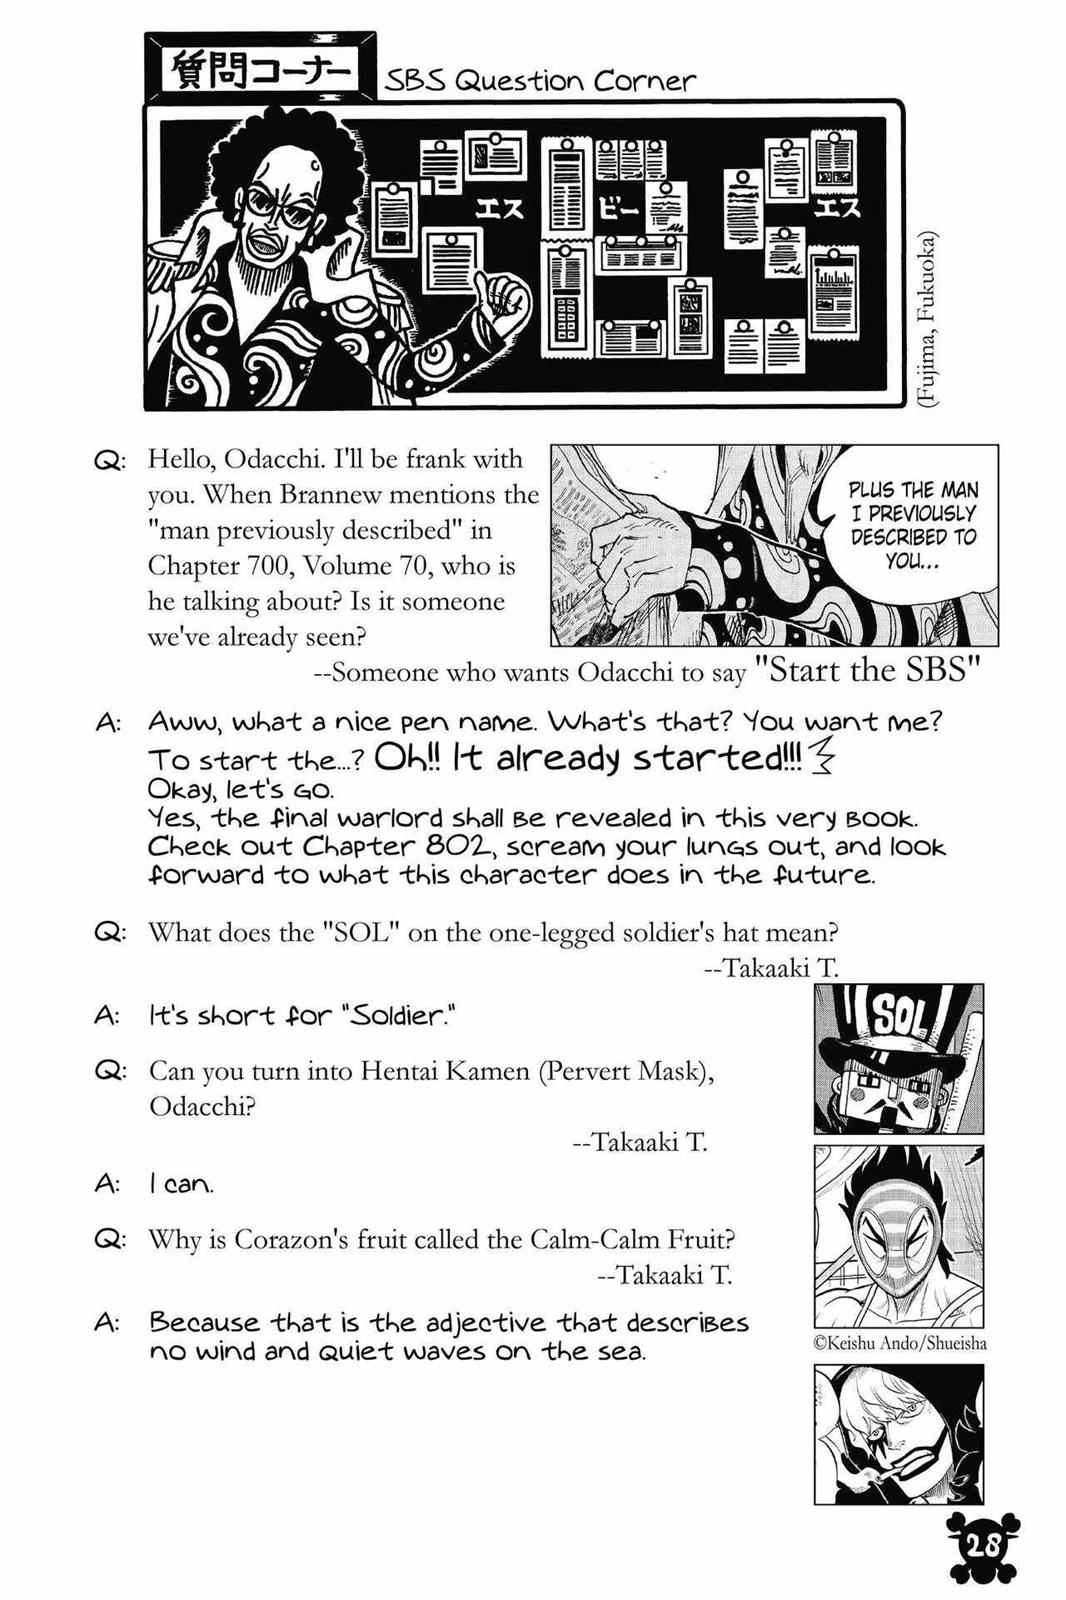 質問コーナー
SBS Question Corner
エス
ビー
エス
(Fujima, Fukuoka)
Q: Hello, Odacchi. I'll be frank with
you. When Brannew mentions the
"man previously described" in
Chapter 700, Volume 70, who is
he talking about? Is it someone
we've already seen?
--Someone who wants Odacchi to say "Start the SBS"
PLUS THE MAN
I PREVIOUSLY
DESCRIBED TO
YOU...
A: Aww, what a nice pen name. What's that? You want me?
To start the...? Oh!! It already started!!!
Okay, let's go.
Yes, the final warlord shall be revealed in this very book.
Check out Chapter 802, scream your lungs out, and look
forward to what this character does in the future.
Q: What does the "SOL" on the one-legged soldier's hat mean?
--Takaaki T.
A: It's short for "Soldier."
SOL
Q: Can you turn into Hentai Kamen (Pervert Mask),
Odacchi?
--Takaaki T.
A: I can.
Q: Why is Corazon's fruit called the Calm-Calm Fruit?
--Takaaki T.
©Keishu Ando/Shueisha
A: Because that is the adjective that describes
no wind and quiet waves on the sea.
28